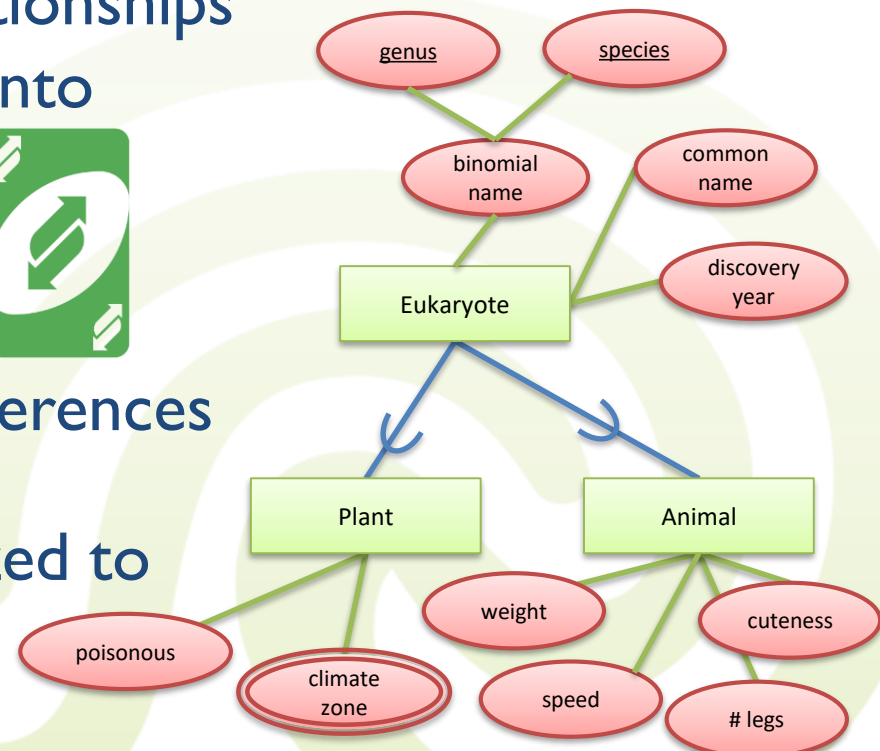 tionships
nto
erences
ed to
genus
species
binomial
name
common
name
discovery
year
Eukaryote
Plant
Animal
poisonous
climate
zone
weight
speed
cuteness
# legs